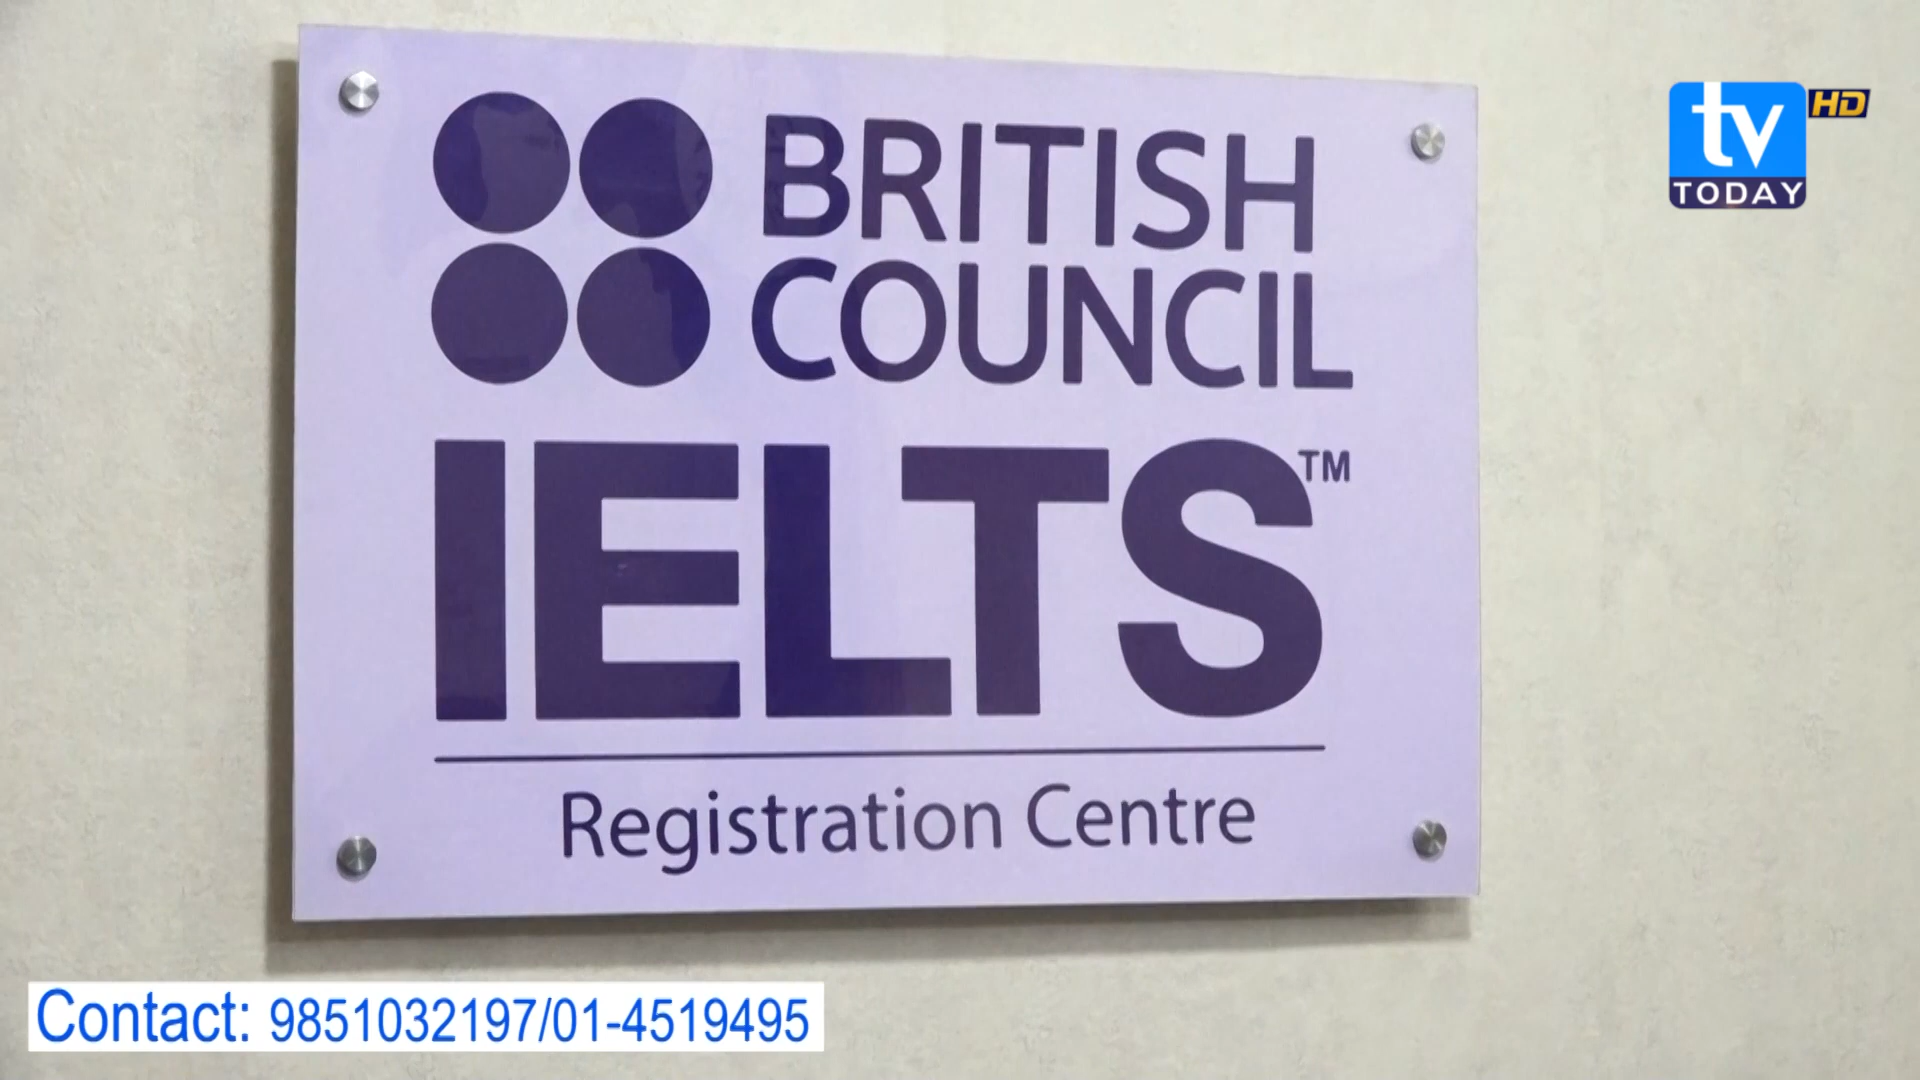 BRITISH
COUNCIL
IELTS™
Registration Centre
tv HD
TODAY
Contact: 9851032197/01-4519495